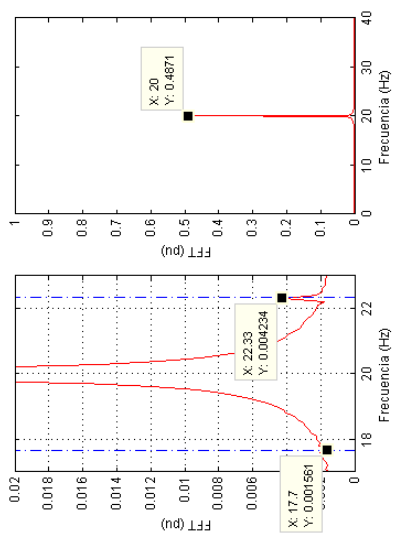 FFT (pu)
0.02
0.018
0.016
0.014
0.012
0.01
0.008
0.006
0.004
0
X: 17.7
Y: 0.001561
X: 22.33
Y: 0.004234
18
20
22
Frecuencia (Hz)
FFT (pu)
1
0.9
0.8
0.7
0.6
0.5
0.4
0.3
0.2
0.1
0
X: 20
Y: 0.4871
0
10
20
30
40
Frecuencia (Hz)